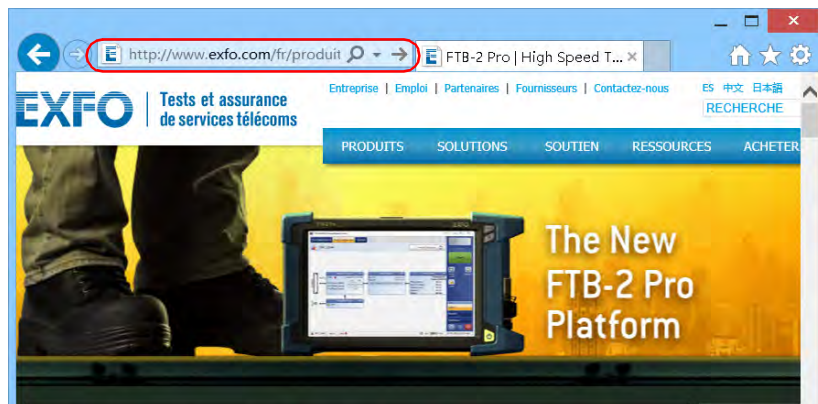 http://www.exfo.com/fr/produit
FTB-2 Pro | High Speed T...
EXFO
Tests et assurance
de services télécoms
Entreprise | Emploi | Partenaires | Fournisseurs | Contactez-nous
ES 中文 日本語
RECHERCHE
PRODUITS SOLUTIONS SOUTIEN RESSOURCES ACHETER
The New
FTB-2 Pro
Platform